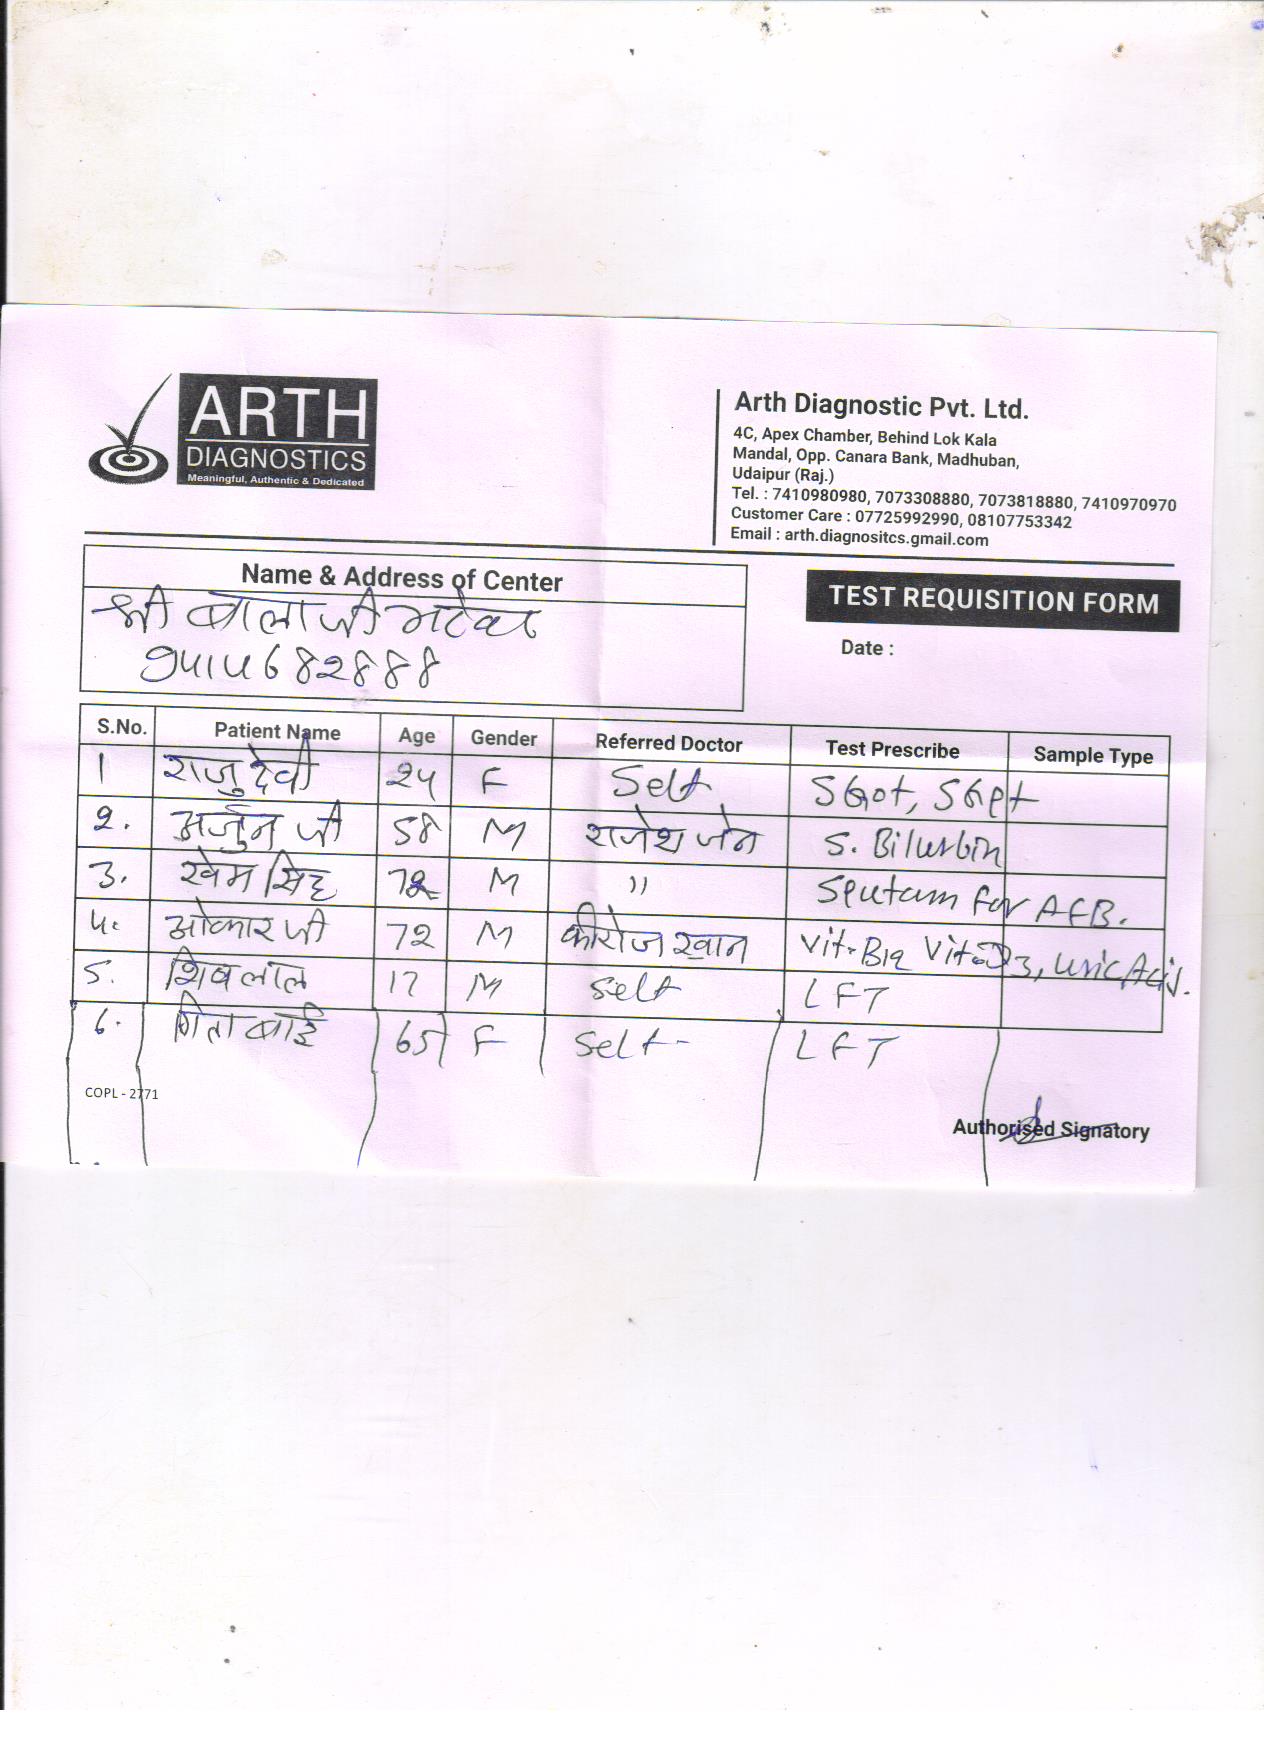 ARTH
DIAGNOSTICS
Meaningful, Authentic & Dedicated
Arth Diagnostic Pvt. Ltd.
4C, Apex Chamber, Behind Lok Kala
Mandal, Opp. Canara Bank, Madhuban,
Udaipur (Raj.)
Tel. : 7410980980, 7073308880, 7073818880, 7410970970
Customer Care : 07725992990, 08107753342
Email : arth.diagnositcs.gmail.com
Name & Address of Center
श्री बालाजी भटेवर
9414682888
TEST REQUISITION FORM
Date :
S.No. Patient Name Age Gender Referred Doctor Test Prescribe Sample Type
1 राजु देवी 24 F Self SGot, SGpt
2. अर्जुन जी 58 M राजेश जेन S. Bilurbin
3. खेम सिंह M " Sputam For AFB.
4. ओकार जी 72 M फीरोज खान Vit-B12 Vit-D3, Uric Acid.
5. शिवलाल 17 M Self LFT
6. गिता बाई 65 F Self- LFT
COPL - 2771
Authorised Signatory